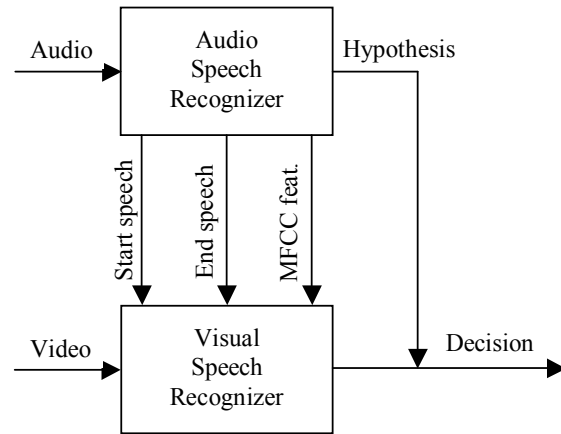 Audio
Audio
Speech
Recognizer
Hypothesis
Start speech
End speech
MFCC feat.
Video
Visual
Speech
Recognizer
Decision